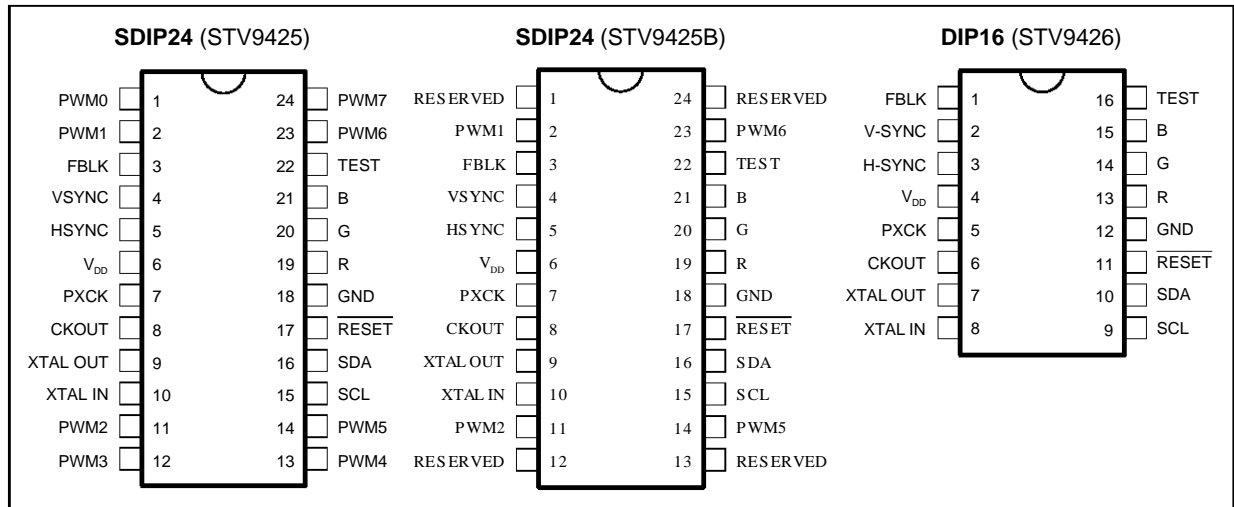 SDIP24 (STV9425)
PWM0 1 24 PWM7
PWM1 2 23 PWM6
FBLK 3 22 TEST
VSYNC 4 21 B
HSYNC 5 20 G
VDD 6 19 R
PXCK 7 18 GND
CKOUT 8 17 RESET
XTAL OUT 9 16 SDA
XTAL IN 10 15 SCL
PWM2 11 14 PWM5
PWM3 12 13 PWM4
SDIP24 (STV9425B)
RESERVED 1 24 RESERVED
PWM1 2 23 PWM6
FBLK 3 22 TEST
VSYNC 4 21 B
HSYNC 5 20 G
VDD 6 19 R
PXCK 7 18 GND
CKOUT 8 17 RESET
XTAL OUT 9 16 SDA
XTAL IN 10 15 SCL
PWM2 11 14 PWM5
RESERVED 12 13 RESERVED
DIP16 (STV9426)
FBLK 1 16 TEST
V-SYNC 2 15 B
H-SYNC 3 14 G
VDD 4 13 R
PXCK 5 12 GND
CKOUT 6 11 RESET
XTAL OUT 7 10 SDA
XTAL IN 8 9 SCL